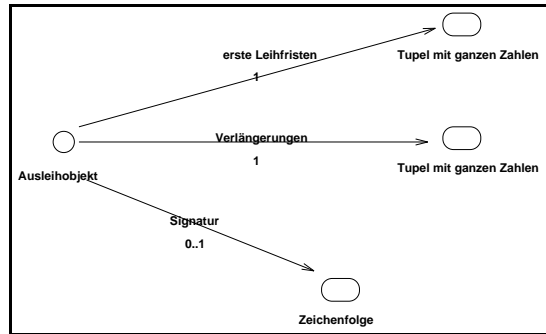 erste Leihfristen
1
Tupel mit ganzen Zahlen
Verlängerungen
1
Tupel mit ganzen Zahlen
Ausleihobjekt
Signatur
0..1
Zeichenfolge